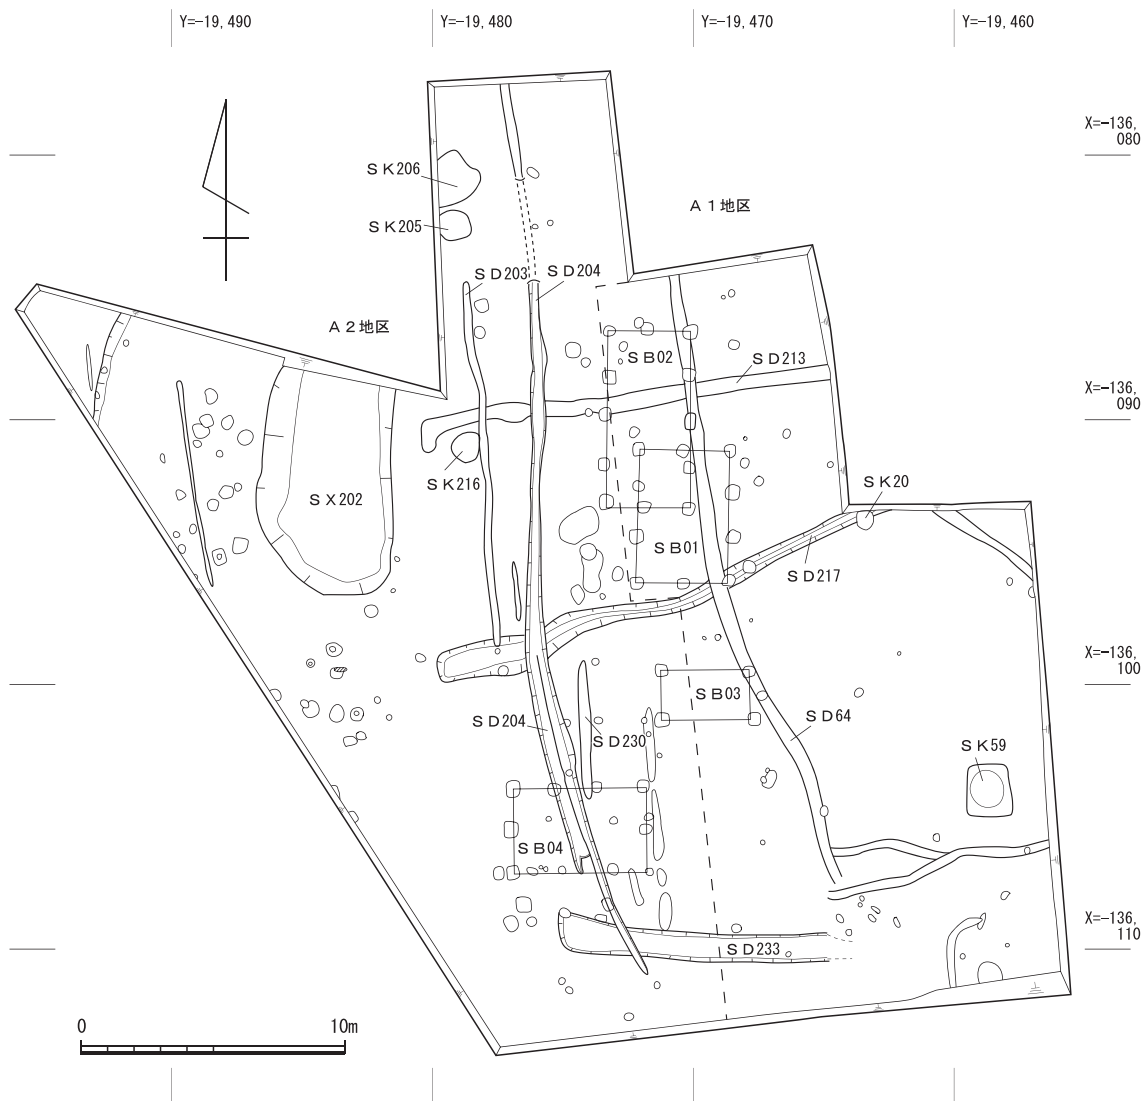 Y=-19,490
Y=-19,480
Y=-19,470
Y=-19,460
X=-136,
080
SK206
A1地区
SK205
SD203
SD204
A2地区
SB02
SD213
X=-136,
090
SK216
SK20
SX202
SB01
SD217
X=-136,
100
SB03
SD204
SD230
SD64
SK59
SB04
X=-136,
110
SD233
0
10m